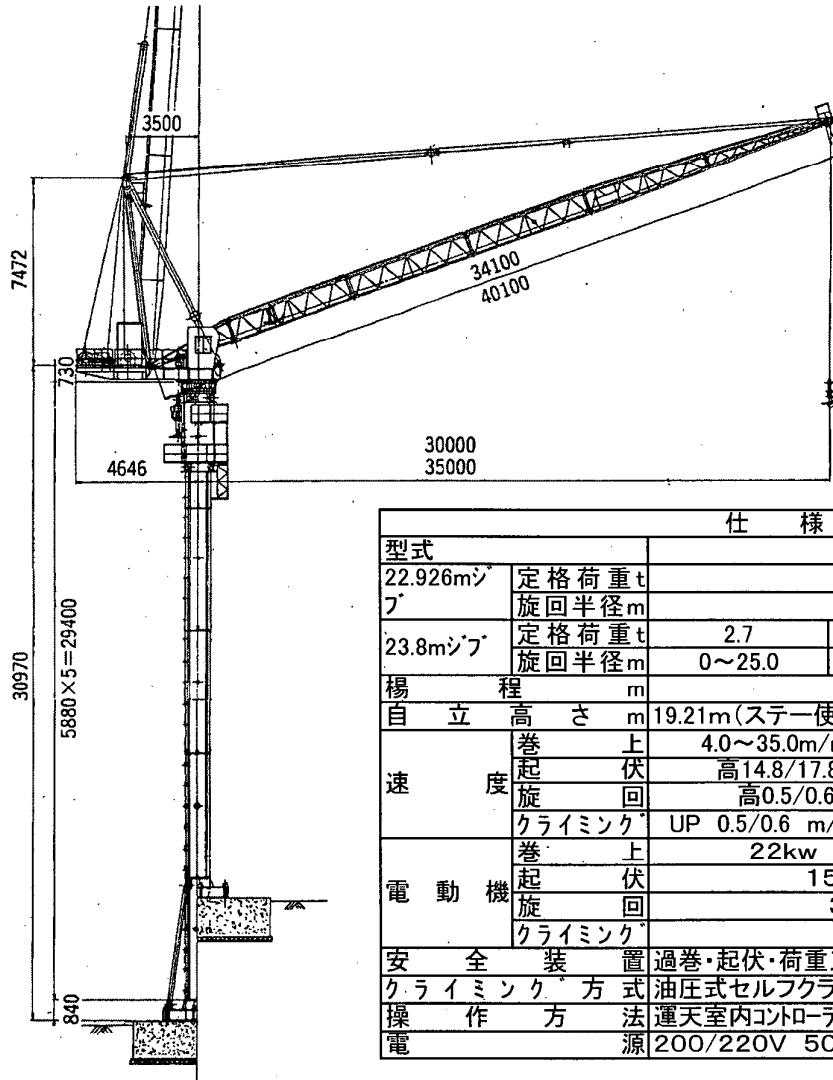 3500
7472
34100
40100
730
4646
30000
35000
30970
5880×5=29400
840
仕 様
型式
22.926mジブ 定格荷重t
旋回半径m
23.8mジブ 定格荷重t 2.7
旋回半径m 0~25.0
楊 程 m
自 立 高 さ m 19.21m(ステー使
速 度 巻 上 4.0~35.0m/
起 伏 高14.8/17.8
旋 回 高0.5/0.6
クライミング UP 0.5/0.6 m/
電 動 機 巻 上 22kw
起 伏 15
旋 回
クライミング
安 全 装 置 過巻・起伏・荷重
クライミング方式 油圧式セルフクラ
操 作 方 法 運天室内コントローラ
電 源 200/220V 50